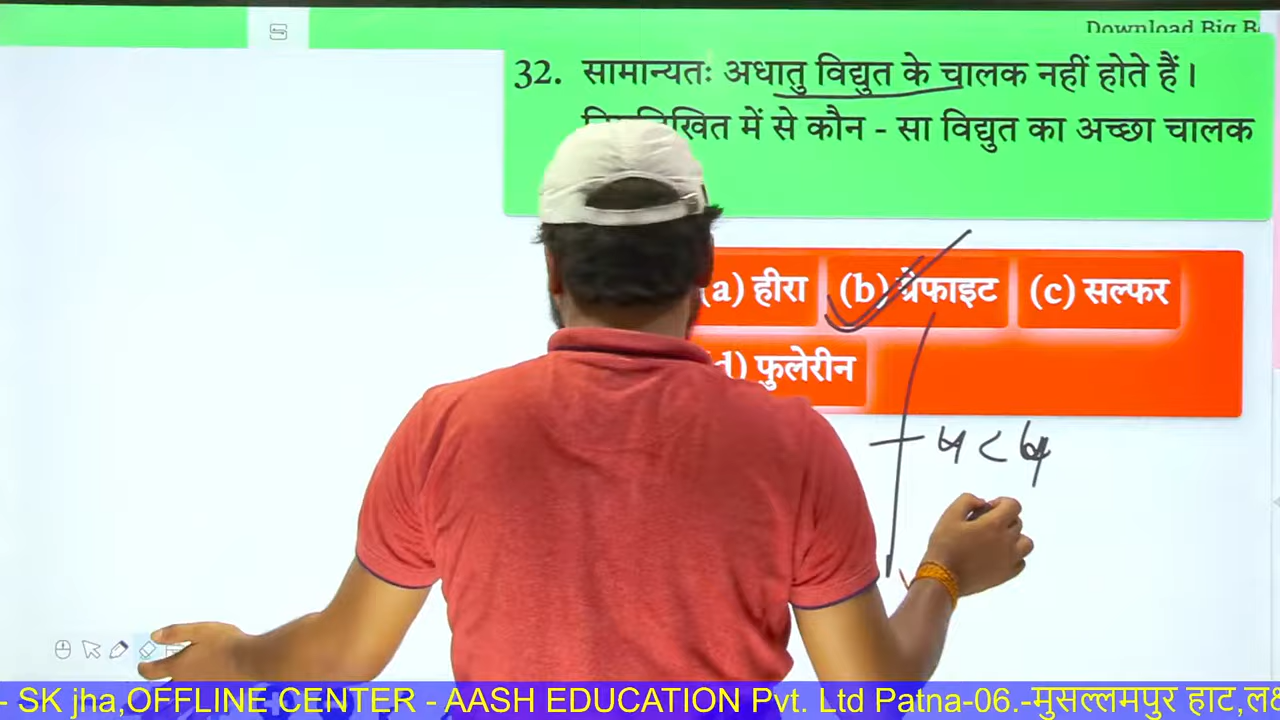 Download Big B
32. सामान्यतः अधातु विद्युत के चालक नहीं होते हैं।
में से कौन - सा विद्युत का अच्छा चालक
(a) हीरा (b) ग्रेफाइट (c) सल्फर
(d) फुलेरीन
- SK jha,OFFLINE CENTER - AASH EDUCATION Pvt. Ltd Patna-06.-मुसल्लमपुर हाट,लक्ष